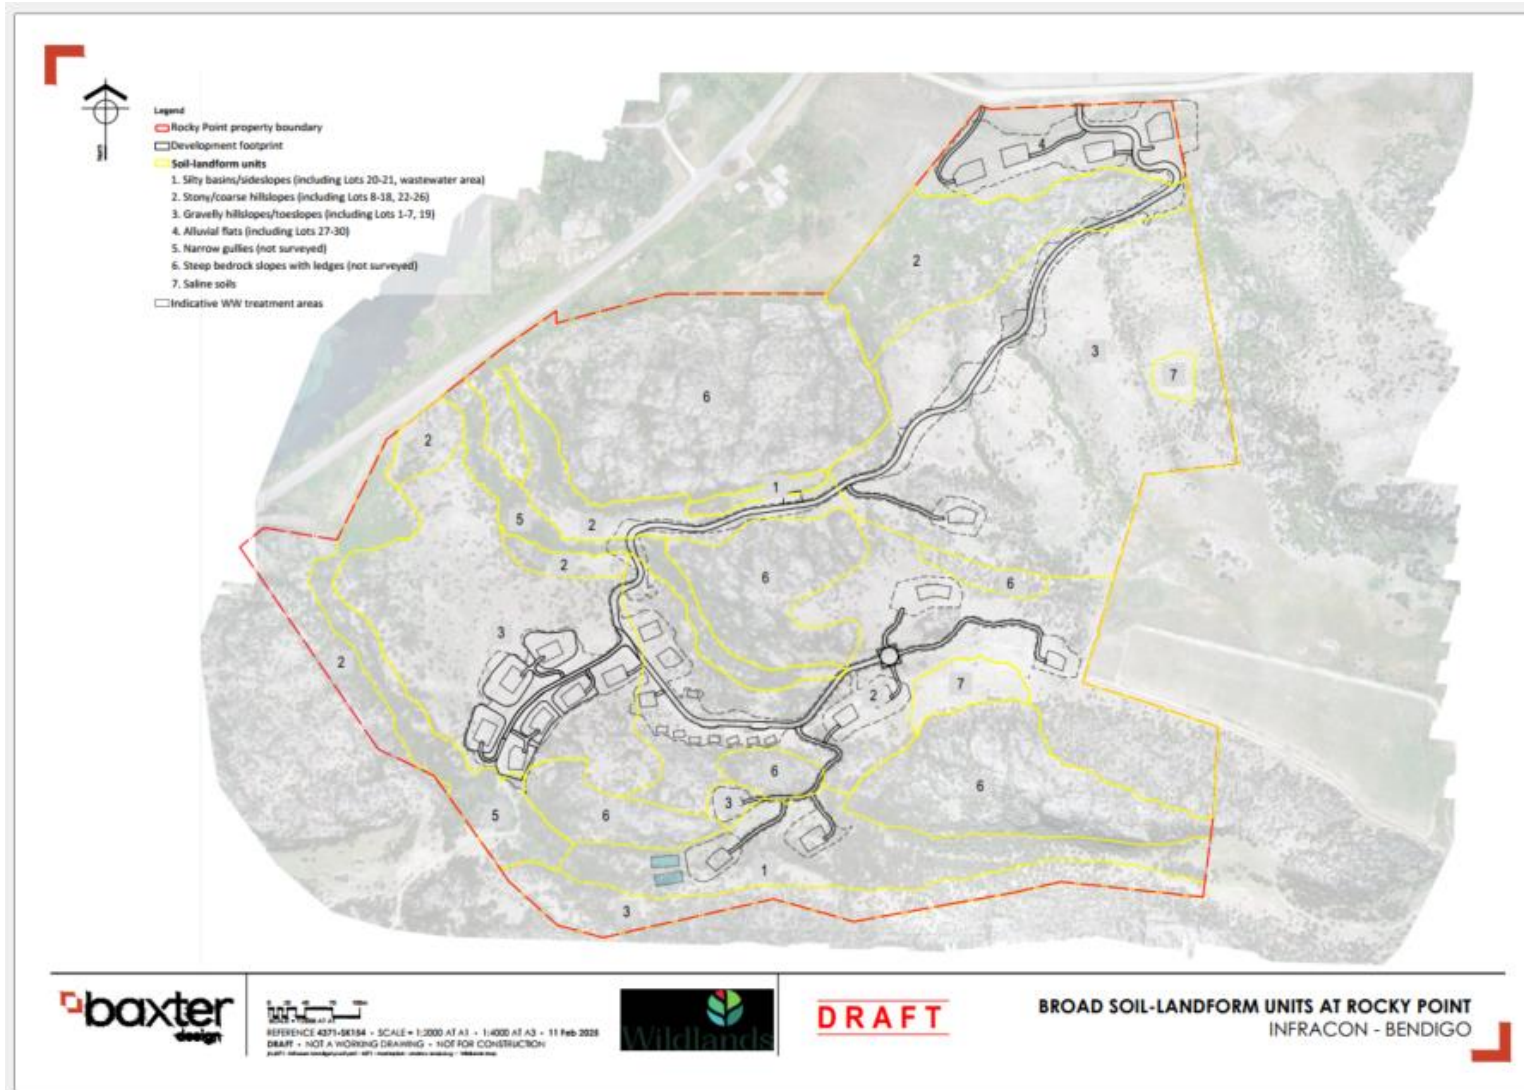 Legend
Rocky Point property boundary
Development footprint
Soil-landform units
1. Silty basins/sideslopes (including Lots 20-21, wastewater area)
2. Stony/coarse hillslopes (including Lots 8-18, 22-26)
3. Gravelly hillslopes/toeslopes (including Lots 1-7, 19)
4. Alluvial flats (including Lots 27-30)
5. Narrow gullies (not surveyed)
6. Steep bedrock slopes with ledges (not surveyed)
7. Saline soils
Indicative WW treatment areas
4
2
3
7
6
2
1
5
2
2
6
6
3
2
2
7
6
6
3
5
6
1
3
baxter
design
REFERENCE 4371-SK184 - SCALE = 1:2000 AT A1 - 1:4000 AT A3 - 11 Feb 2025
DRAFT - NOT A WORKING DRAWING - NOT FOR CONSTRUCTION
Wildlands
DRAFT
BROAD SOIL-LANDFORM UNITS AT ROCKY POINT
INFRACON - BENDIGO